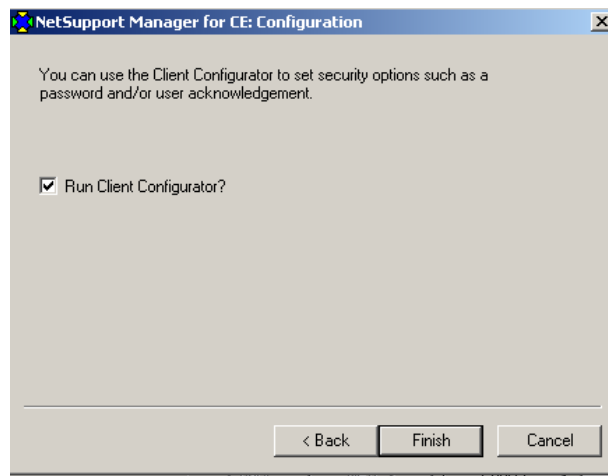 NetSupport Manager for CE: Configuration
You can use the Client Configurator to set security options such as a
password and/or user acknowledgement.
Run Client Configurator?
< Back Finish Cancel